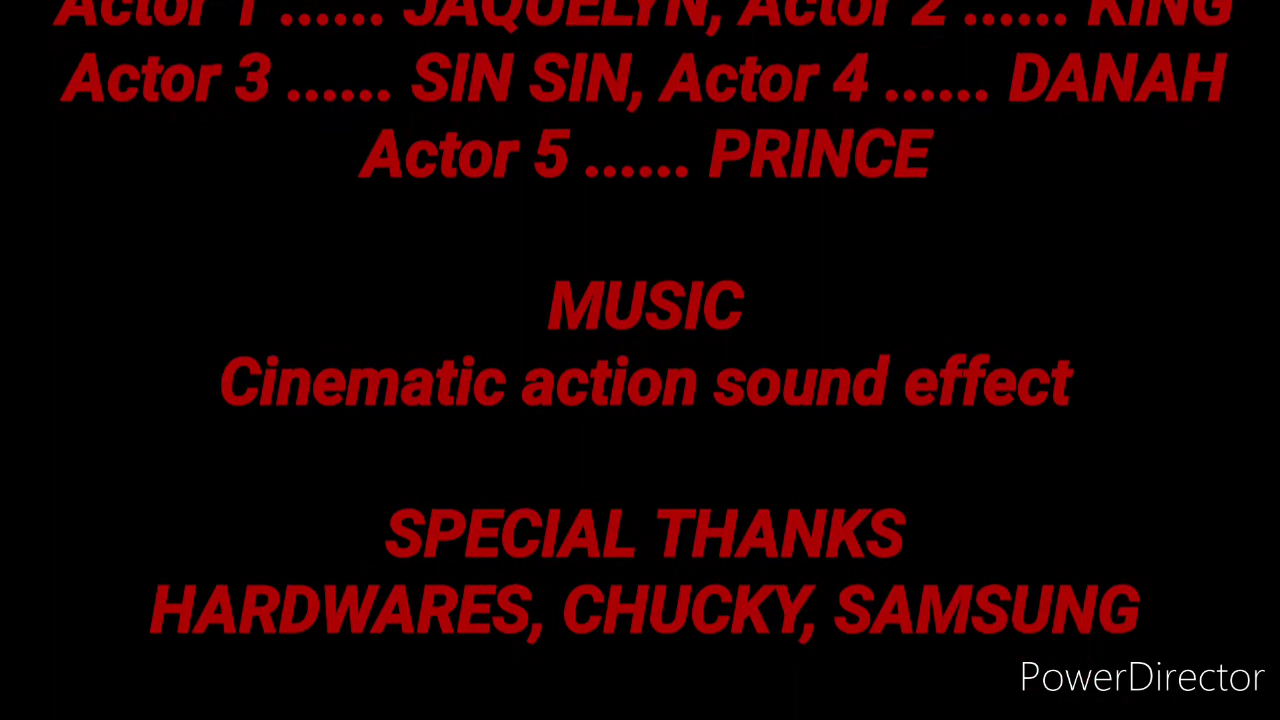 Actor 1 ...... JAQUELYN, Actor 2 ...... KING
Actor 3 ...... SIN SIN, Actor 4 ...... DANAH
Actor 5 ...... PRINCE
MUSIC
Cinematic action sound effect
SPECIAL THANKS
HARDWARES, CHUCKY, SAMSUNG
PowerDirector